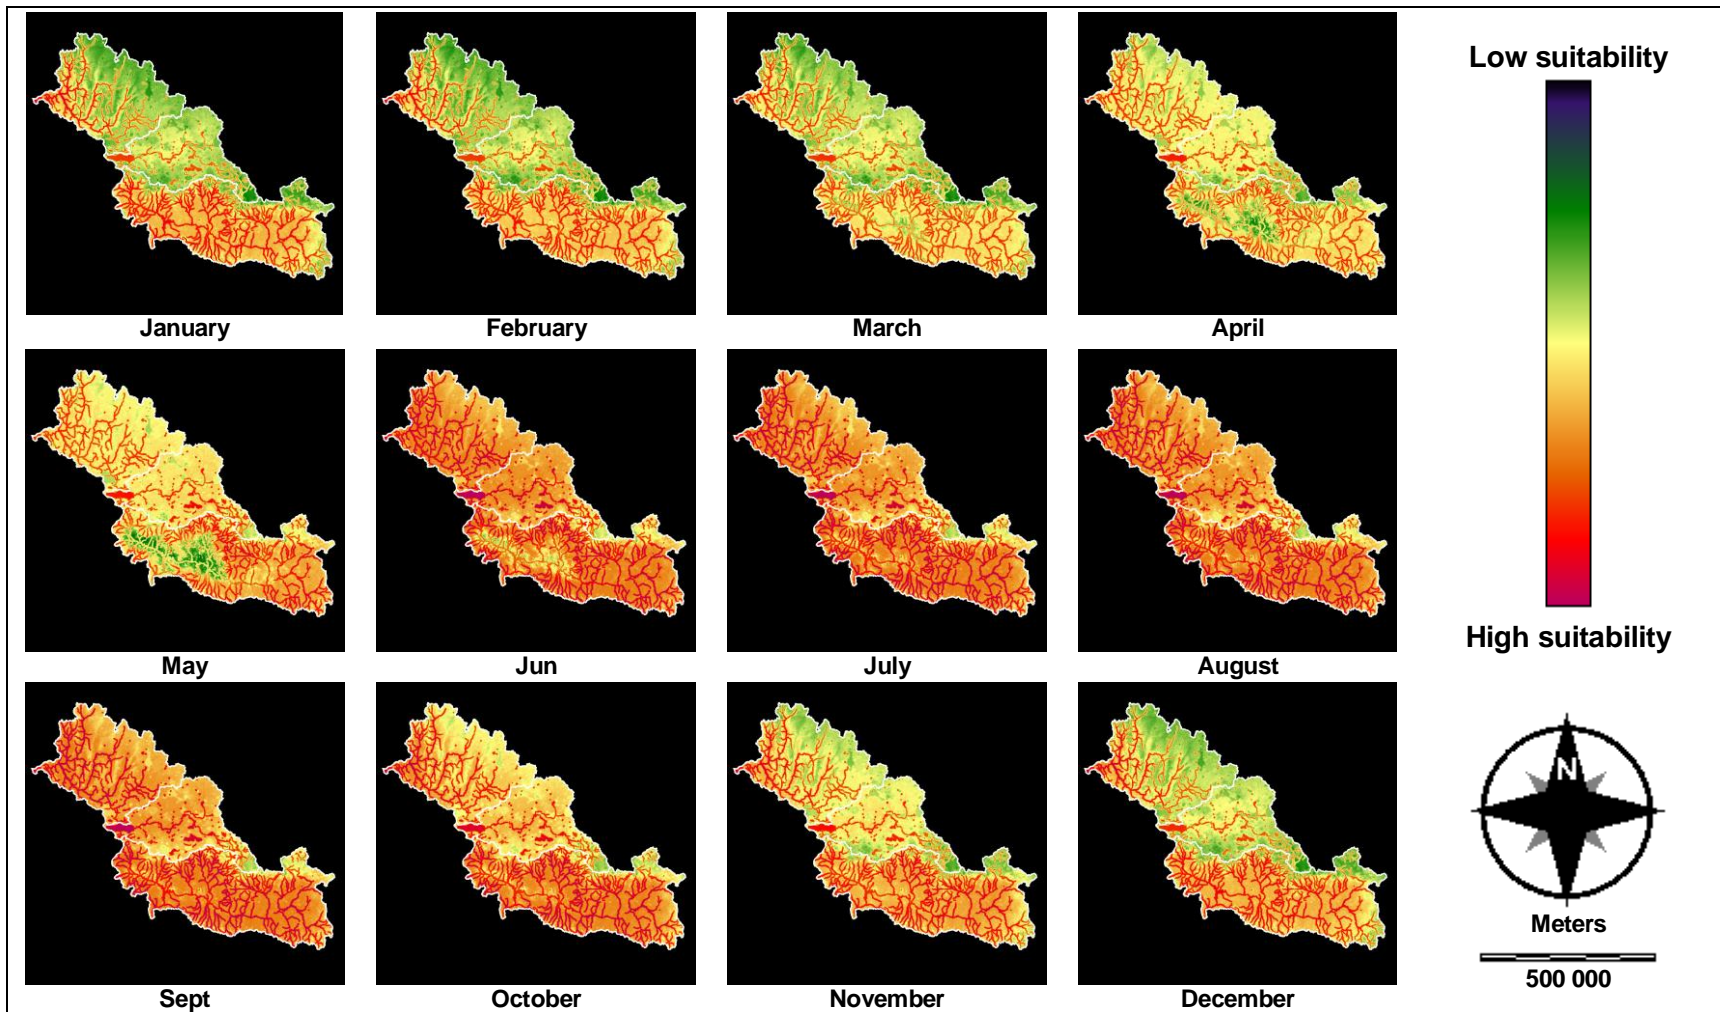 Low suitability
January
February
March
April
May
Jun
July
August
High suitability
N
Sept
October
November
December
Meters
500 000